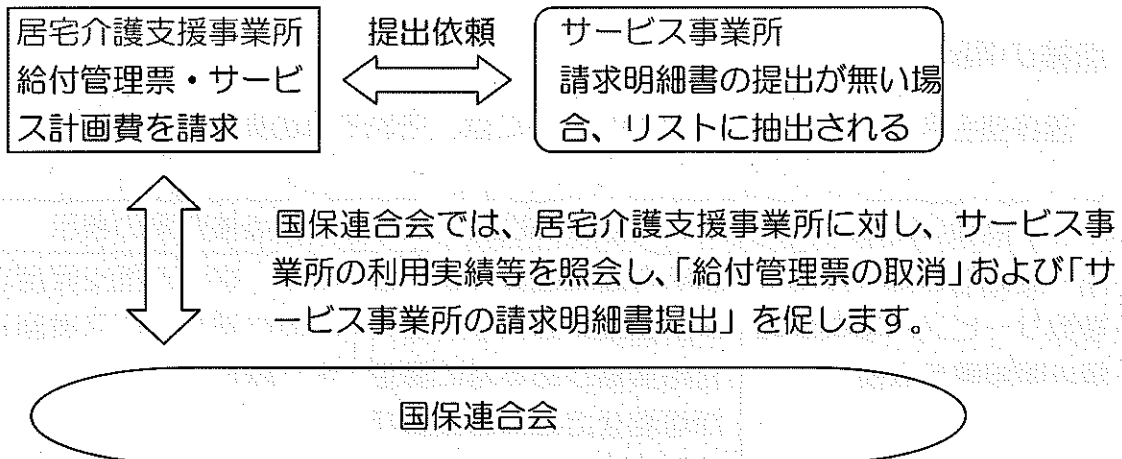 居宅介護支援事業所
給付管理票・サービ
ス計画費を請求
提出依頼
サービス事業所
請求明細書の提出が無い場
合、リストに抽出される
国保連合会では、居宅介護支援事業所に対し、サービス事
業所の利用実績等を照会し、「給付管理票の取消」および「サ
ービス事業所の請求明細書提出」を促します。
国保連合会